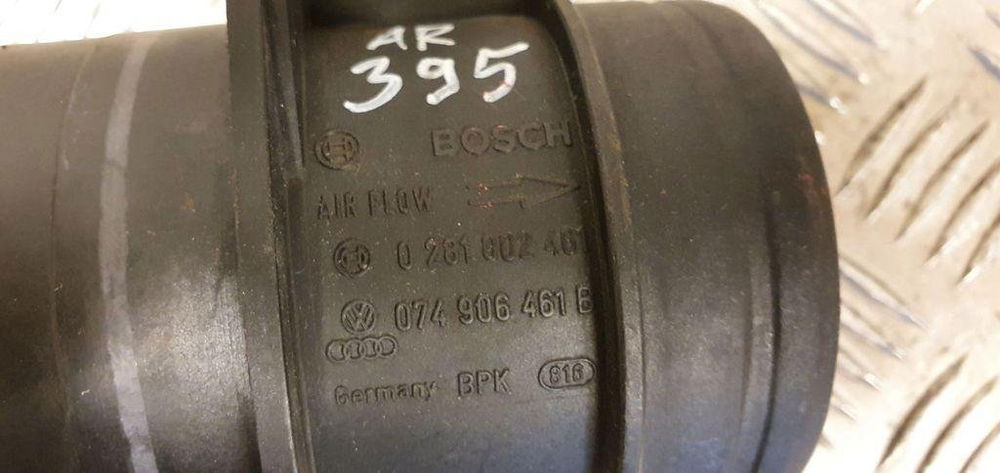 AR
395
BOSCH
AIR FLOW
0 281 002 461
074 906 461 B
Germany BPK 816